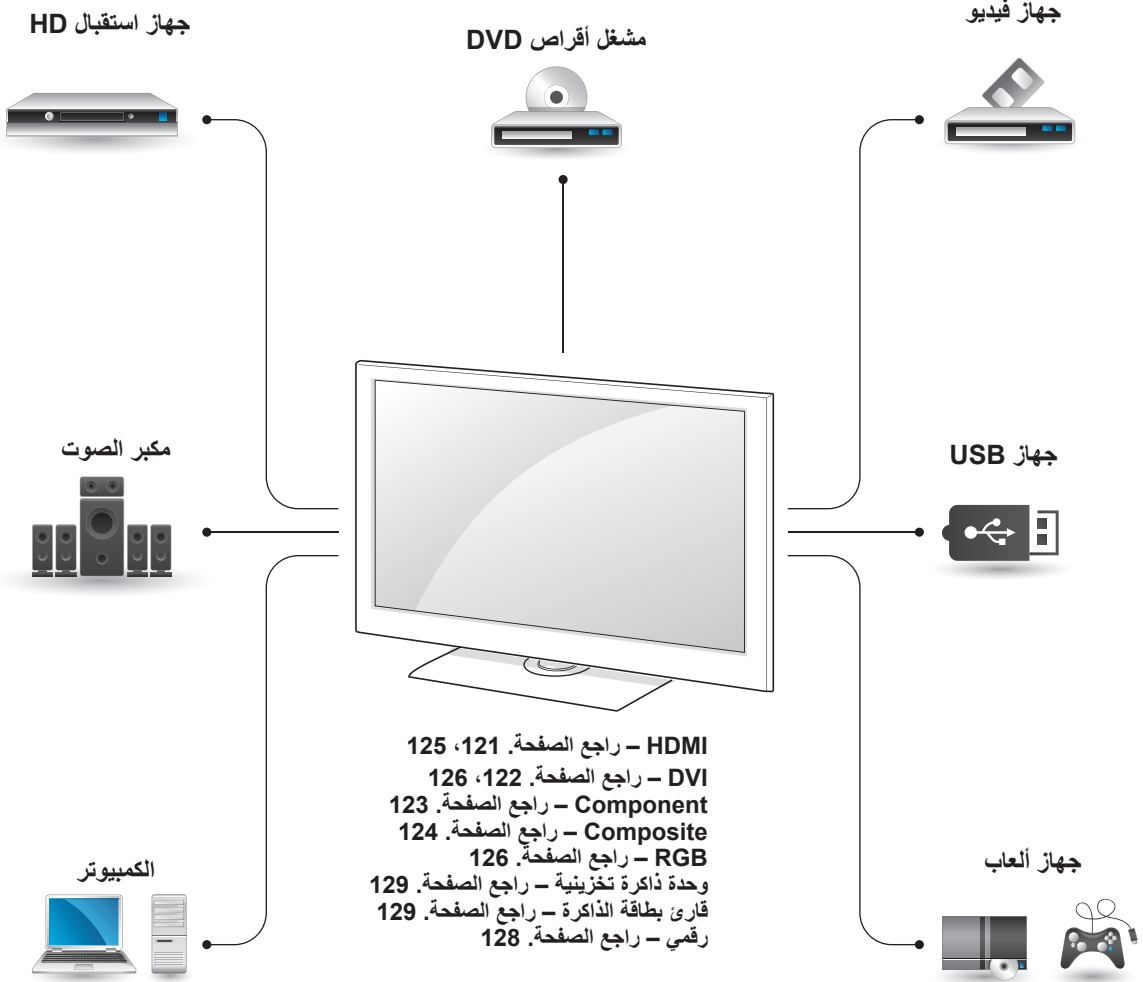 جهاز فيديو
مشغل أقراص DVD
جهاز استقبال HD
جهاز USB
مكبر الصوت
HDMI – راجع الصفحة. 121، 125
DVI – راجع الصفحة. 122، 126
Component – راجع الصفحة. 123
Composite – راجع الصفحة. 124
RGB – راجع الصفحة. 126
وحدة ذاكرة تخزينية – راجع الصفحة. 129
قارئ بطاقة الذاكرة – راجع الصفحة. 129
رقمي – راجع الصفحة. 128
جهاز ألعاب
الكمبيوتر